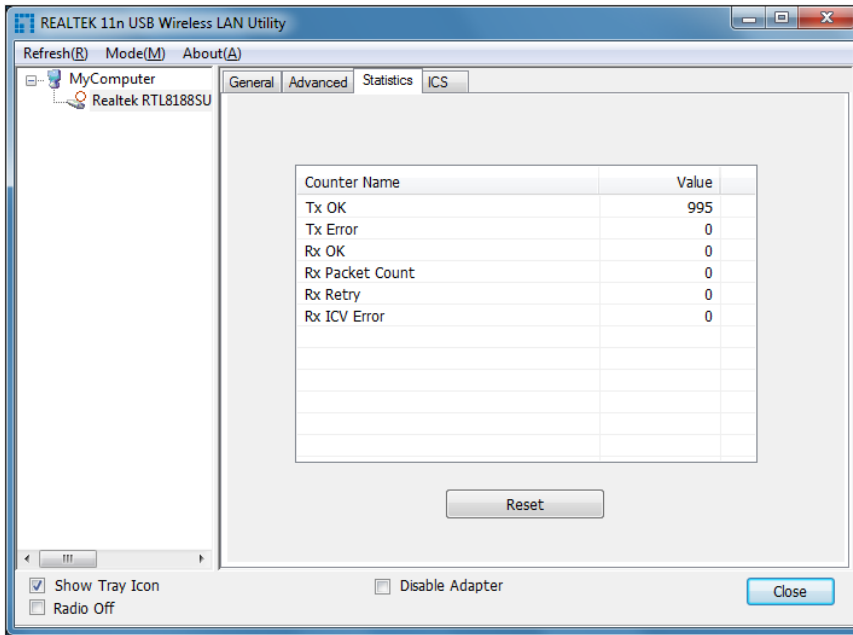 REALTEK 11n USB Wireless LAN Utility
Refresh(R) Mode(M) About(A)
MyComputer
Realtek RTL8188SU
General Advanced Statistics ICS
Counter Name Value
Tx OK 995
Tx Error 0
Rx OK 0
Rx Packet Count 0
Rx Retry 0
Rx ICV Error 0
Reset
Show Tray Icon Disable Adapter
Radio Off
Close